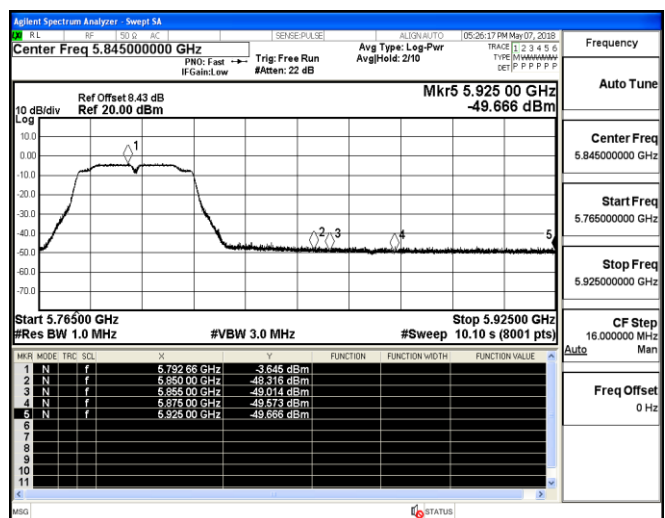 Agilent Spectrum Analyzer - Swept SA
RL RF 50 Ω AC SENSE:PULSE ALIGNAUTO 05:26:17 PM May 07, 2018
Center Freq 5.845000000 GHz
PNO: Fast
IFGain:Low
Trig: Free Run
#Atten: 22 dB
Avg Type: Log-Pwr
Avg|Hold: 2/10
TRACE 1 2 3 4 5 6
TYPE
DET P P P P P P
Frequency
Auto Tune
Center Freq
5.845000000 GHz
Start Freq
5.765000000 GHz
Stop Freq
5.925000000 GHz
CF Step
16.000000 MHz
Auto Man
Freq Offset
0 Hz
Mkr5 5.925 00 GHz
-49.666 dBm
Ref Offset 8.43 dB
10 dB/div Ref 20.00 dBm
Log
10.0
0.00
-10.0
-20.0
-30.0
-40.0
-50.0
-60.0
-70.0
1
2
3
4
5
Start 5.76500 GHz Stop 5.92500 GHz
#Res BW 1.0 MHz #VBW 3.0 MHz #Sweep 10.10 s (8001 pts)
MKR MODE TRC SCL X Y FUNCTION FUNCTION WIDTH FUNCTION VALUE
1 N f 5.792 66 GHz -3.645 dBm
2 N f 5.850 00 GHz -48.316 dBm
3 N f 5.855 00 GHz -49.014 dBm
4 N f 5.875 00 GHz -49.573 dBm
5 N f 5.925 00 GHz -49.666 dBm
6
7
8
9
10
11
MSG STATUS